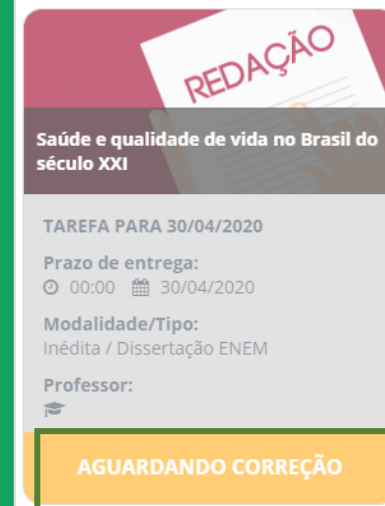 REDAÇÃO
Saúde e qualidade de vida no Brasil do
século XXI
TAREFA PARA 30/04/2020
Prazo de entrega:
00:00 30/04/2020
Modalidade/Tipo:
Inédita / Dissertação ENEM
Professor:
AGUARDANDO CORREÇÃO